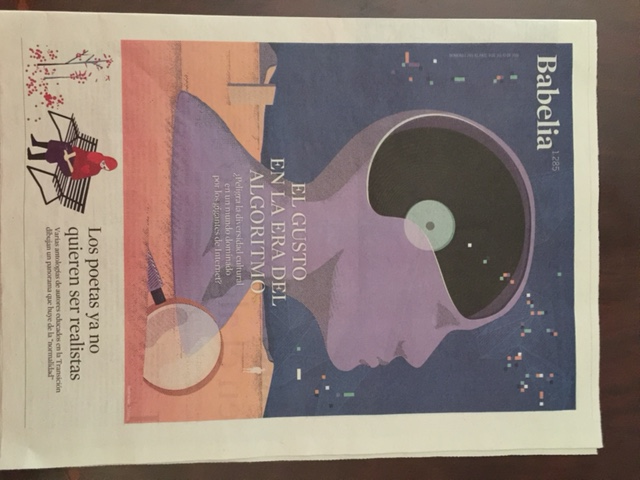 Babelia
1.285
EL GUSTO
EN LA ERA DEL
ALGORITMO
¿Peligra la diversidad cultural
en un mundo dominado
por los gigantes de Internet?
Los poetas ya no
quieren ser realistas
Varias antologías de autores educados en la Transición
dibujan un panorama que huye de la "normalidad"